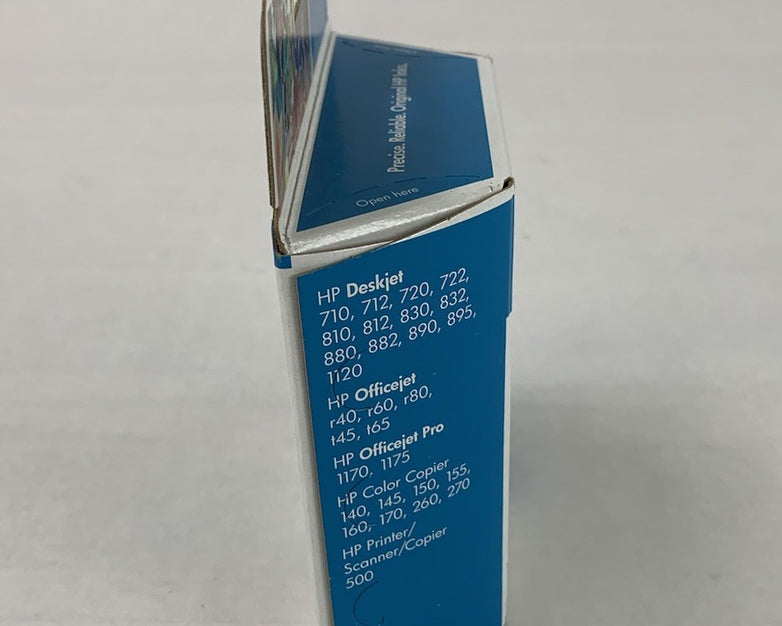 Precise. Reliable. Original HP Inks.
Open here
HP Deskjet
710, 712, 720, 722,
810, 812, 830, 832,
880, 882, 890, 895,
1120
HP Officejet
r40, r60, r80,
t45, t65
HP Officejet Pro
1170, 1175
HP Color Copier
140, 145, 150, 155,
160, 170, 260, 270
HP Printer/
Scanner/Copier
500